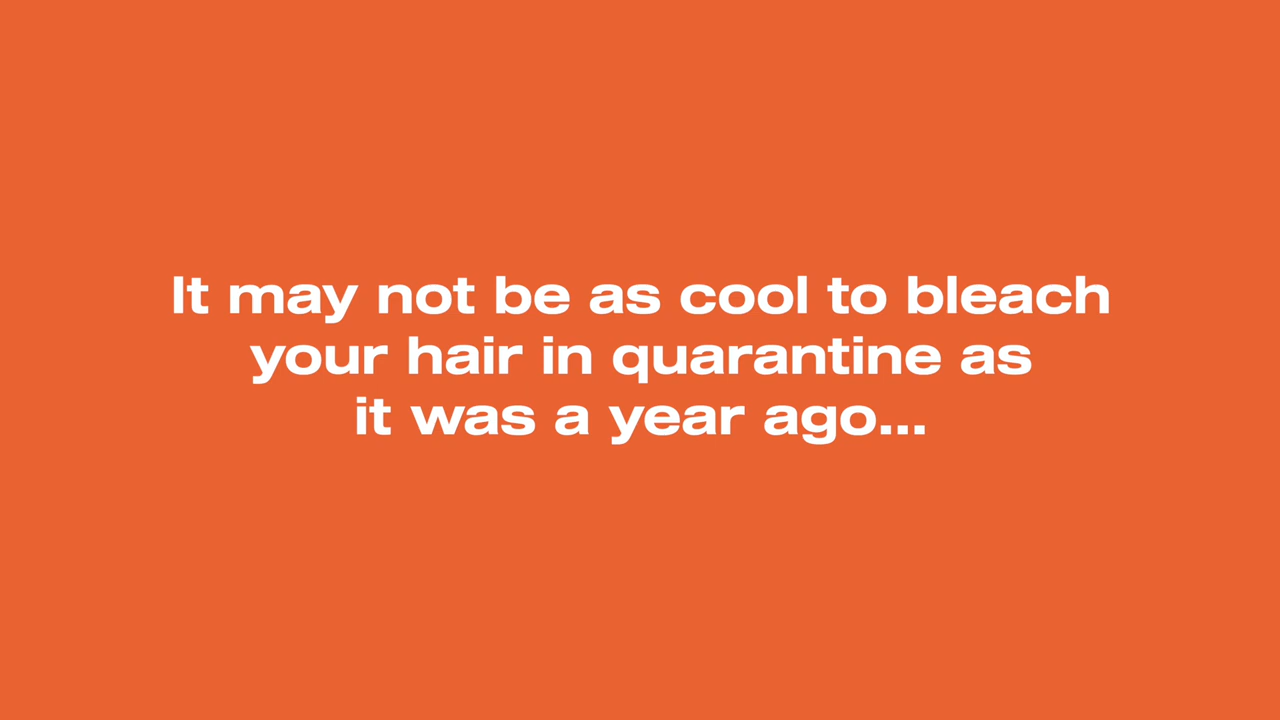 It may not be as cool to bleach
your hair in quarantine as
it was a year ago...